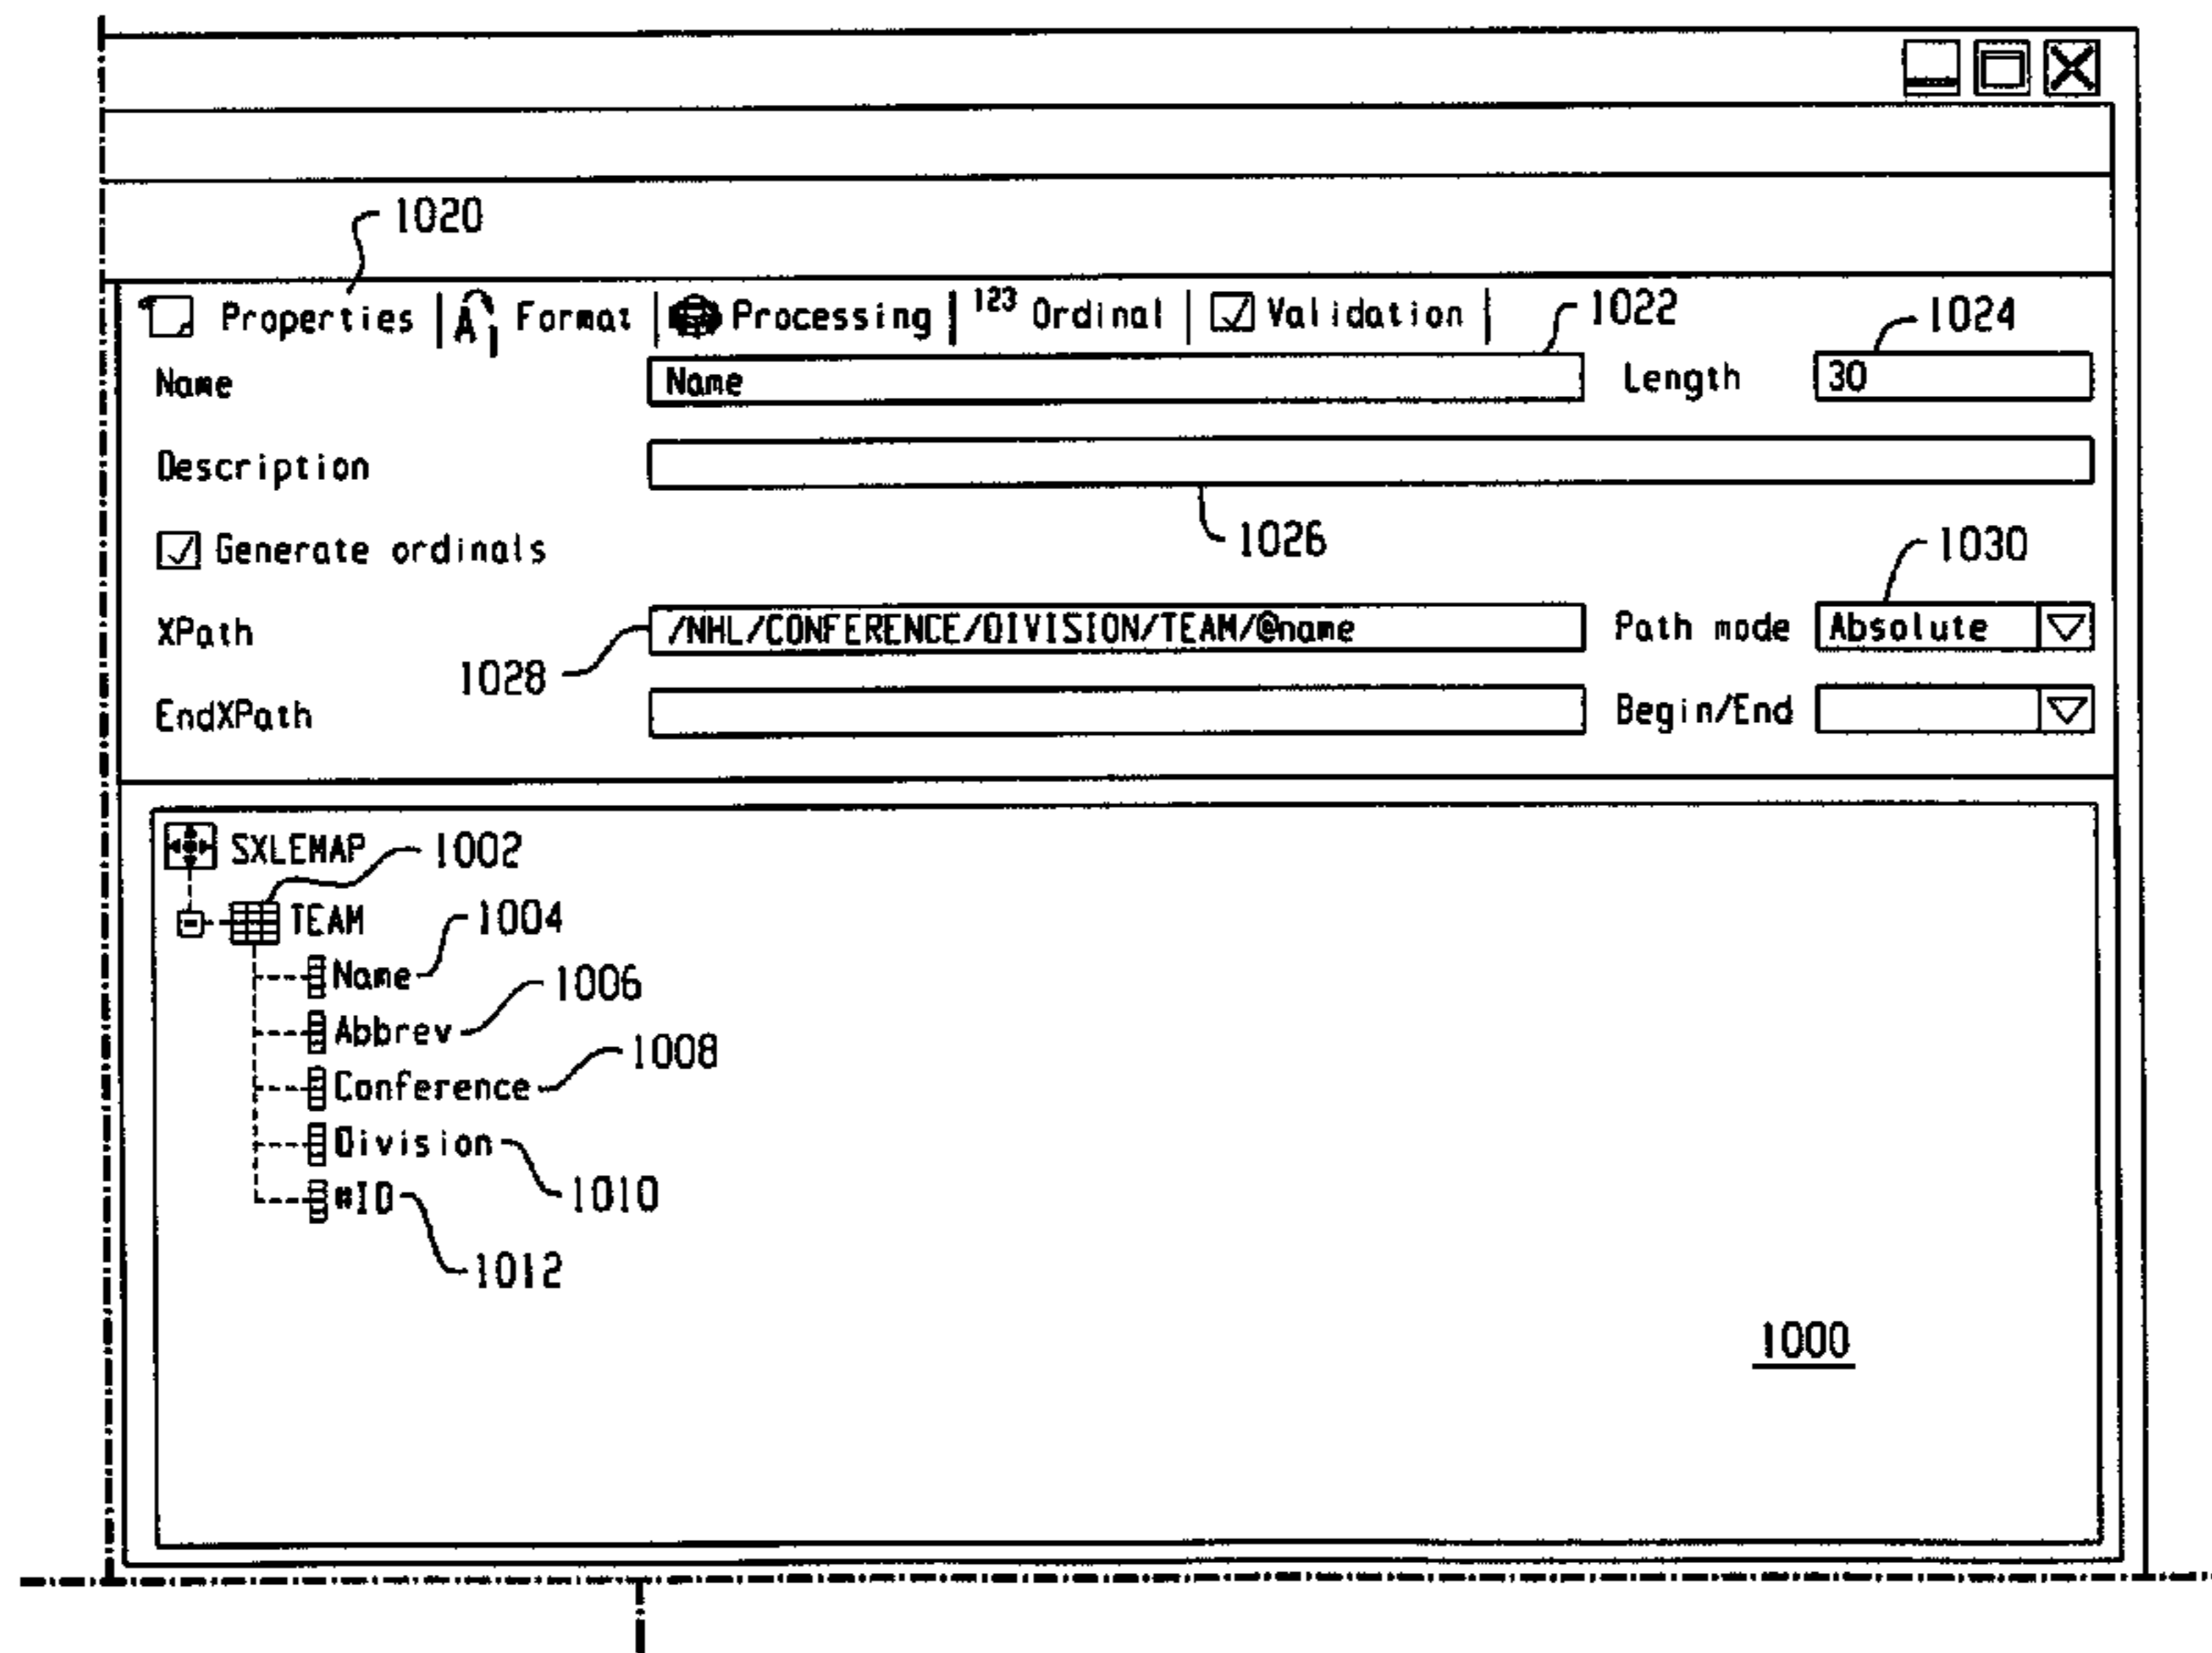 1020
Properties Format Processing 123 Ordinal Validation 1022 1024
Name Name Length 30
Description
1026
Generate ordinals 1030
XPath /NHL/CONFERENCE/DIVISION/TEAM/@name Path mode Absolute
1028
EndXPath Begin/End
SXLEMAP 1002
TEAM 1004
Name 1006
Abbrev 1008
Conference
Division 1010
#ID
1012
1000